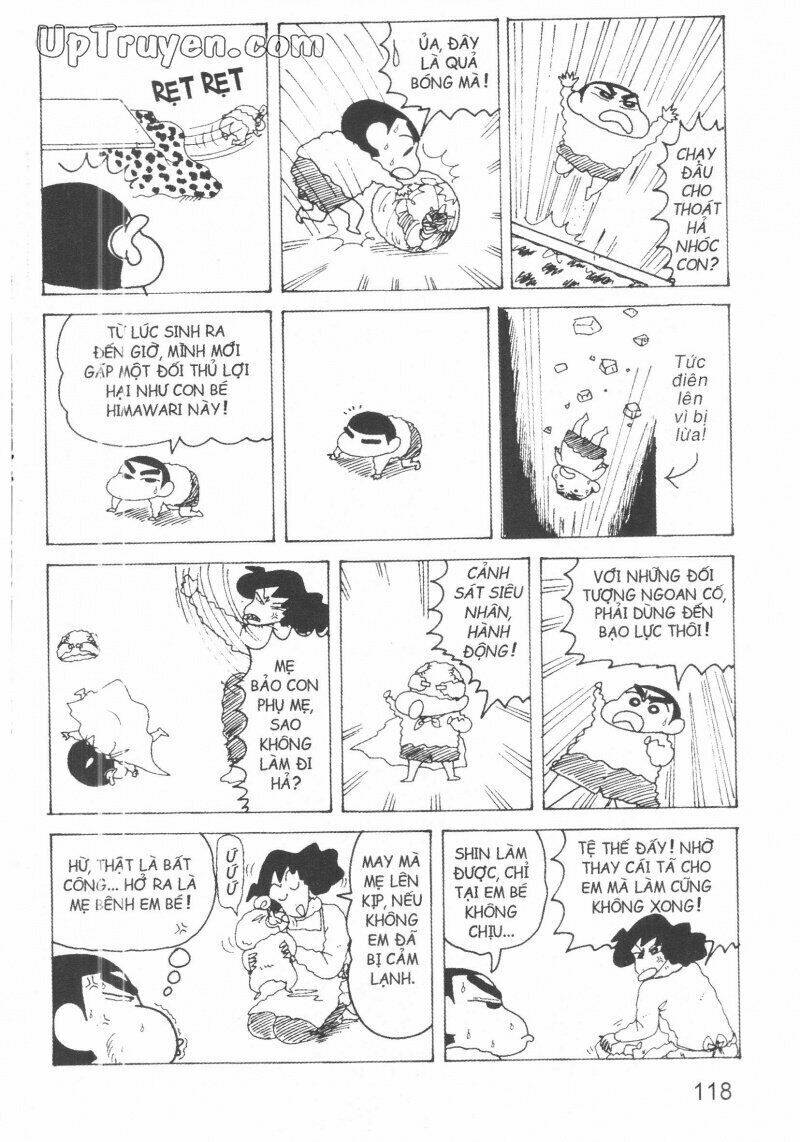 UpTruyen.com
CHẠY
ĐÂU
CHO
THOÁT
HẢ
NHÓC
CON?
ỦA, ĐÂY
LÀ QUẢ
BÓNG MÀ!
RẸT RẸT
Tức
điên
lên
vì bị
lừa!
TỪ LÚC SINH RA
ĐẾN GIỜ, MÌNH MỚI
GẶP MỘT ĐỐI THỦ LỢI
HẠI NHƯ CON BÉ
HIMAWARI NÀY!
VỚI NHỮNG ĐỐI
TƯỢNG NGOAN CỐ,
PHẢI DÙNG ĐẾN
BẠO LỰC THÔI!
CẢNH
SÁT SIÊU
NHÂN,
HÀNH
ĐỘNG!
MẸ
BẢO CON
PHỤ MẸ,
SAO
KHÔNG
LÀM ĐI
HẢ?
TỆ THẾ ĐẤY! NHỜ
THAY CÁI TÃ CHO
EM MÀ LÀM CŨNG
KHÔNG XONG!
SHIN LÀM
ĐƯỢC, CHỈ
TẠI EM BÉ
KHÔNG
CHỊU...
MAY MÀ
MẸ LÊN
KỊP, NẾU
KHÔNG
EM ĐÃ
BỊ CẢM
LẠNH.
Ứ Ứ Ứ
HỪ, THẬT LÀ BẤT
CÔNG... HỞ RA LÀ
MẸ BÊNH EM BÉ!
118